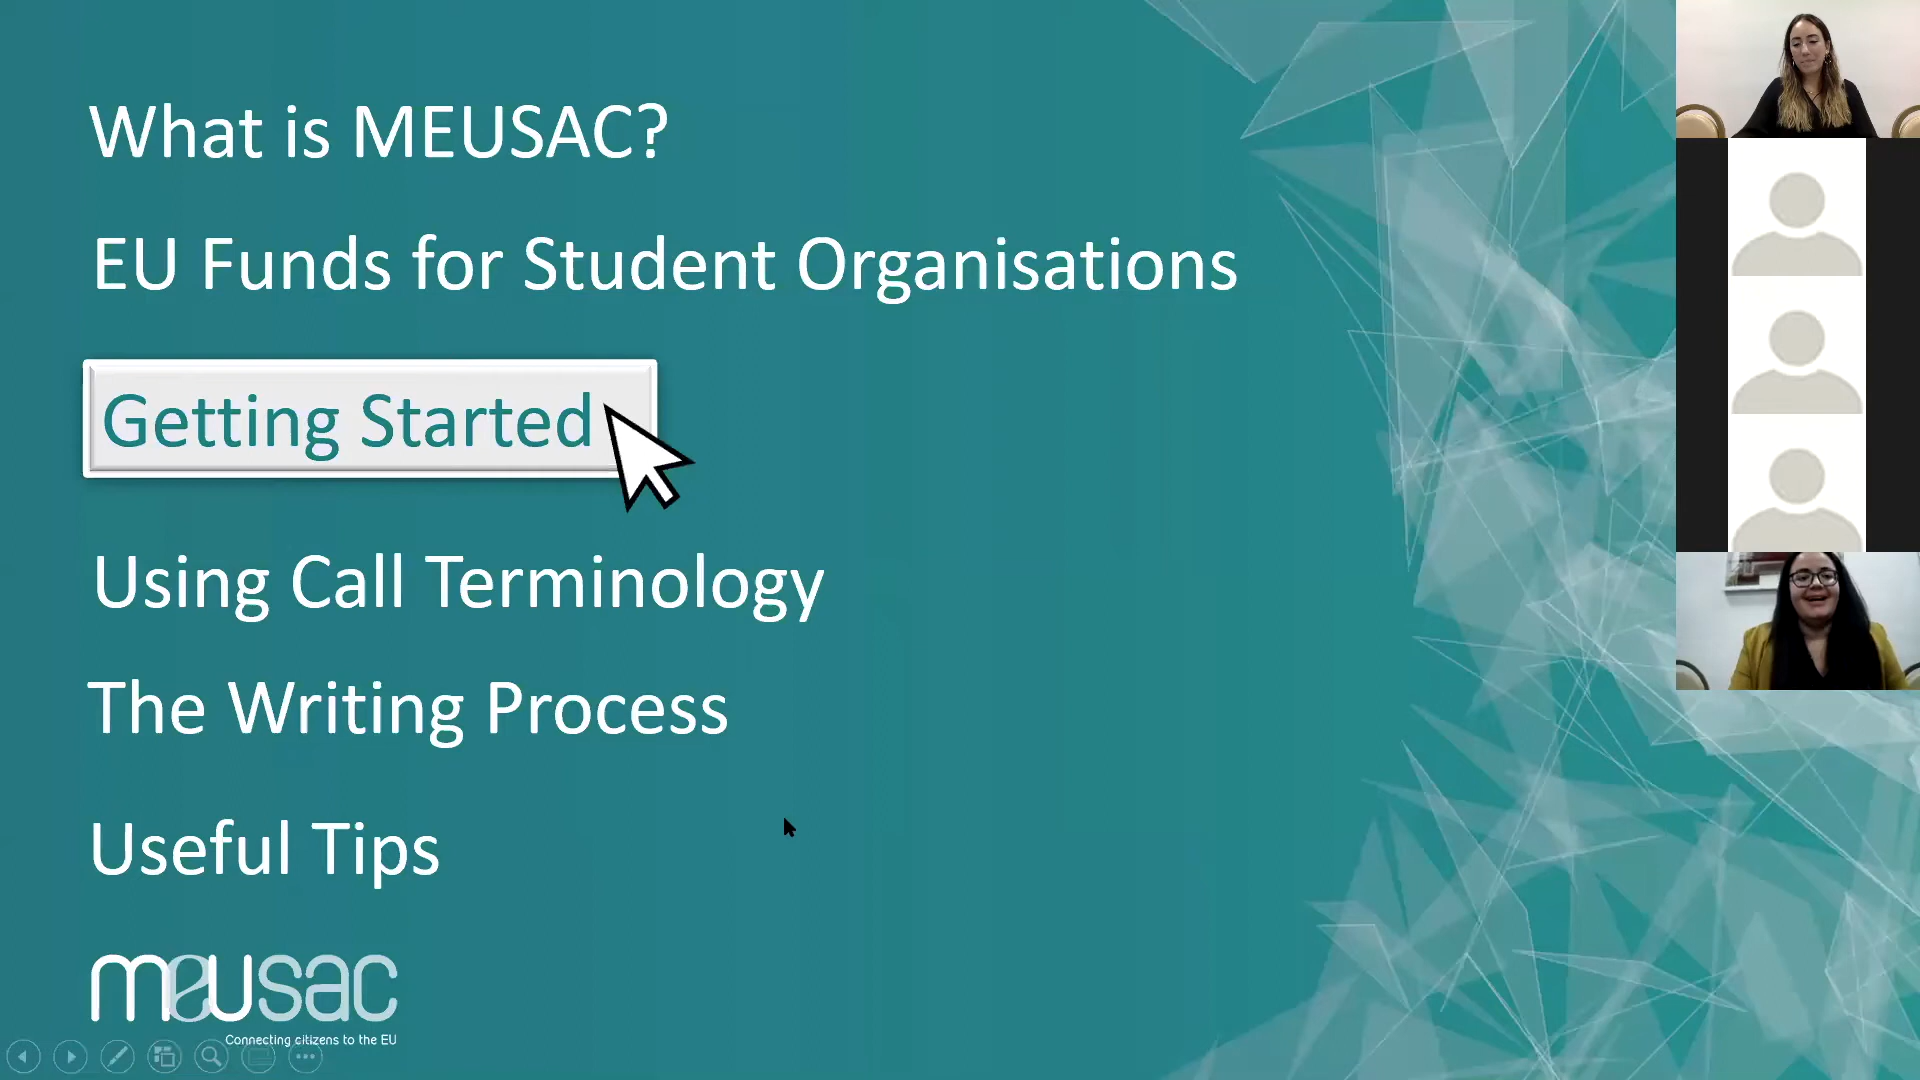 What is MEUSAC?
EU Funds for Student Organisations
Getting Started
Using Call Terminology
The Writing Process
Useful Tips
meusac
Connecting citizens to the EU